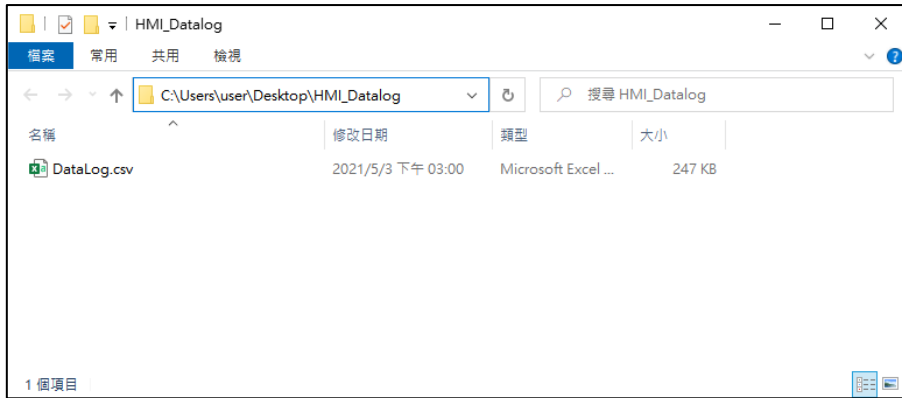 HMI_Datalog
檔案 常用 共用 檢視
C:\Users\user\Desktop\HMI_Datalog 搜尋 HMI_Datalog
名稱 修改日期 類型 大小
DataLog.csv 2021/5/3 下午 03:00 Microsoft Excel ... 247 KB
1 個項目